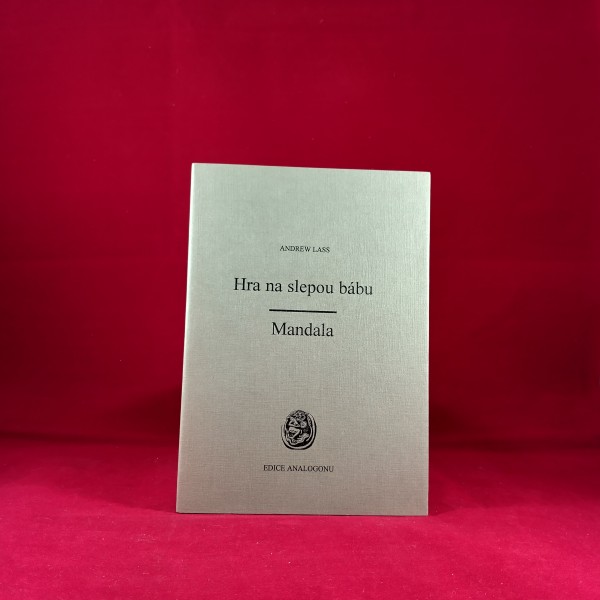 ANDREW LASS
Hra na slepou bábu
Mandala
EDICE ANALOGONU